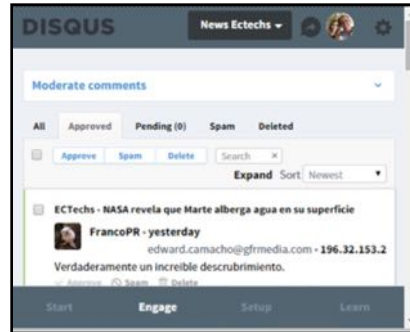 DISQUS News Ectechs
Moderate comments
All Approved Pending (0) Spam Deleted
Approve Spam Delete Search ×
Expand Sort Newest
ECTechs - NASA revela que Marte alberga agua en su superficie
FrancoPR - yesterday
edward.camacho@gfrmedia.com - 196.32.153.2
Verdaderamente un increible descrubrimiento.
Approve Spam Delete
Start Engage Setup Learn